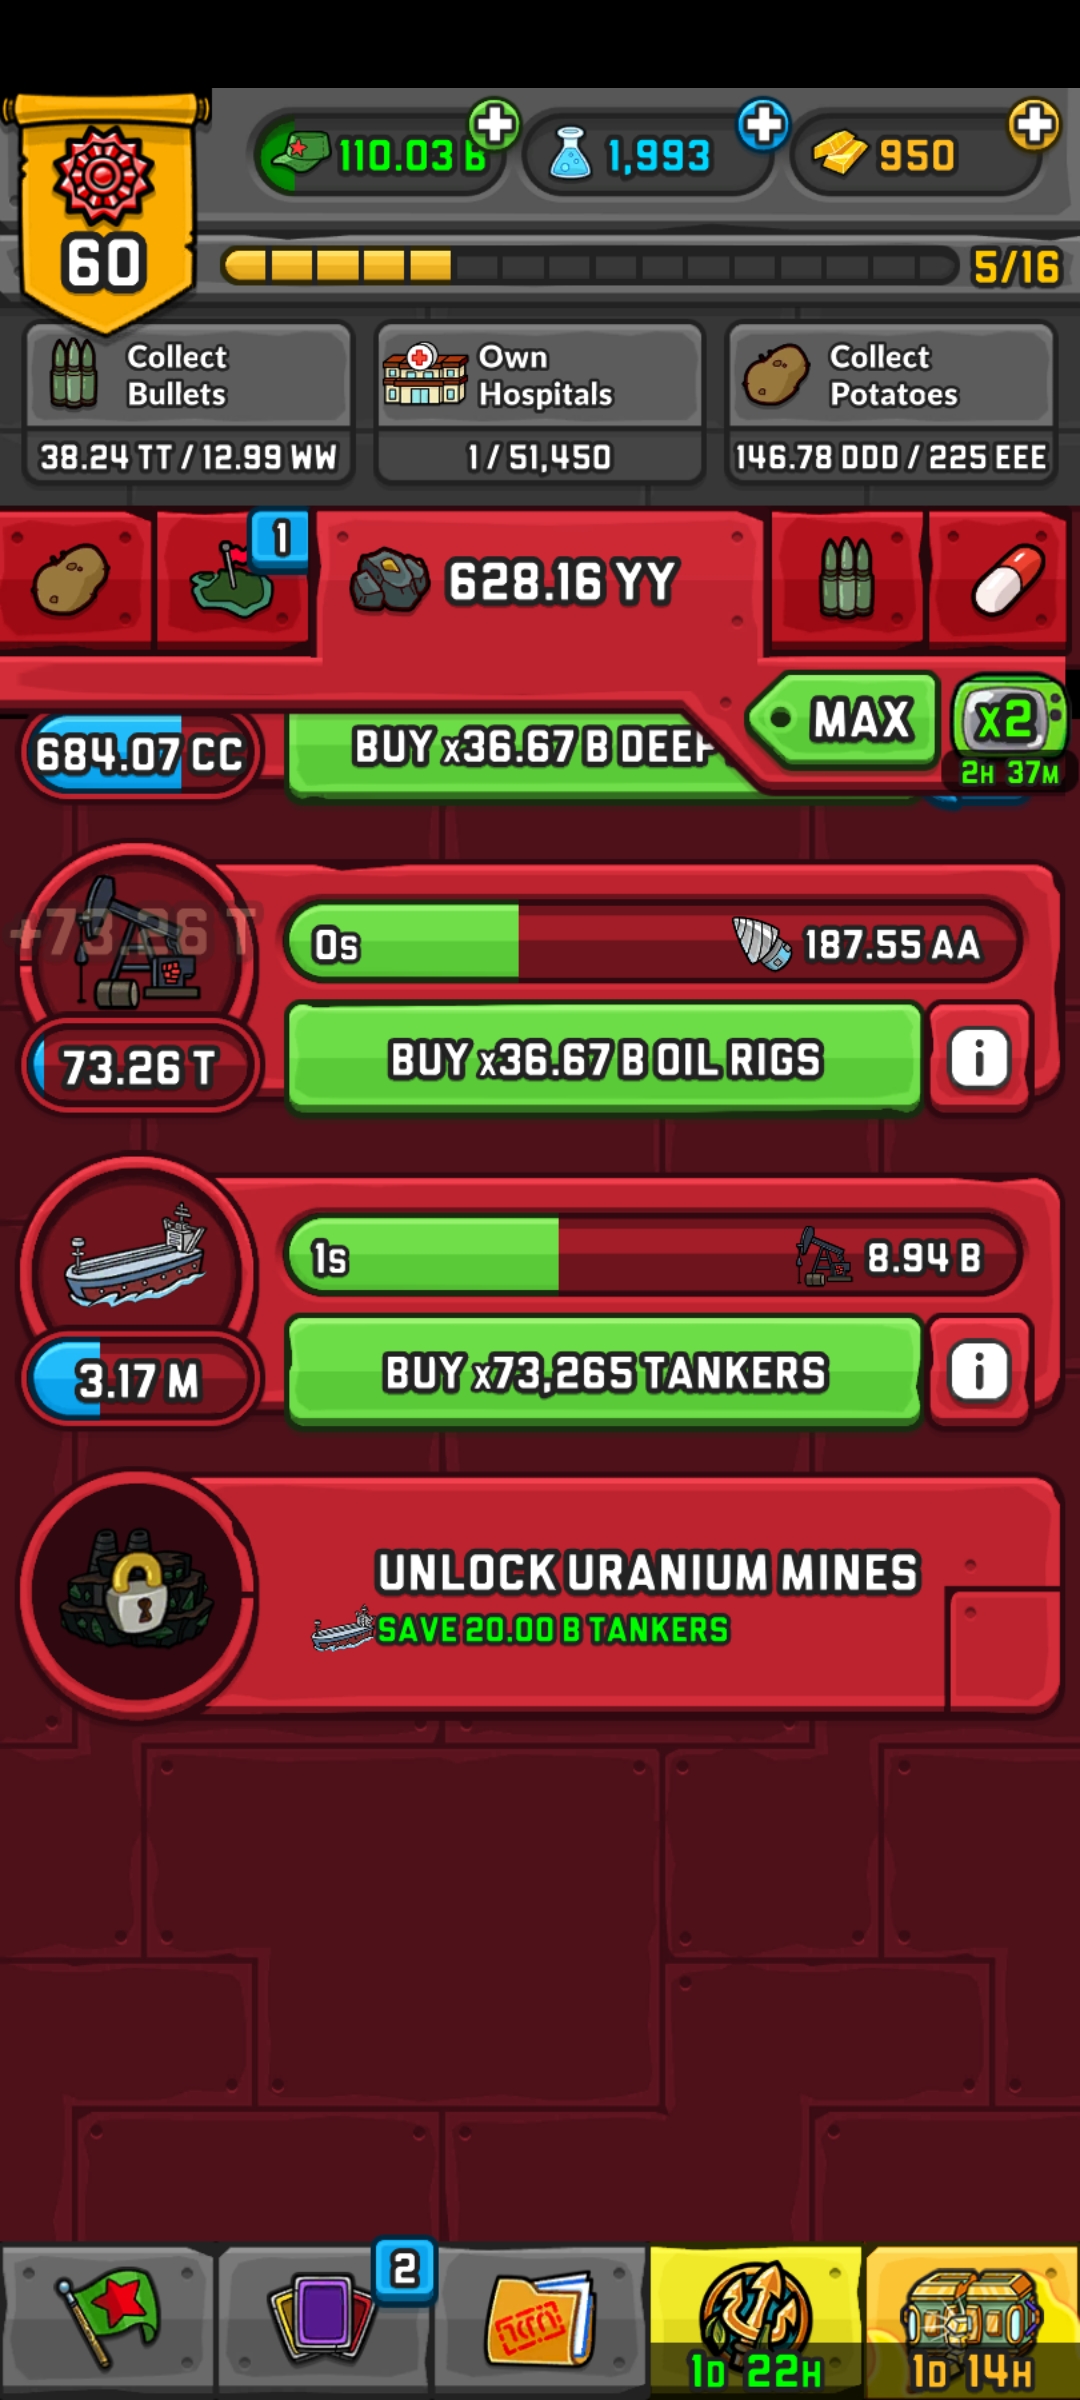 110.03 B
1,993
950
60
5/16
Collect
Bullets
38.24 TT / 12.99 WW
Own
Hospitals
1 / 51,450
Collect
Potatoes
146.78 DDD / 225 EEE
1
628.16 YY
MAX
x2
2H 37M
684.07 CC
BUY x36.67 B DEEP
+73.26 T
0s
187.55 AA
73.26 T
BUY x36.67 B OIL RIGS
i
1s
8.94 B
3.17 M
BUY x73,265 TANKERS
i
UNLOCK URANIUM MINES
SAVE 20.00 B TANKERS
2
1D 22H
1D 14H